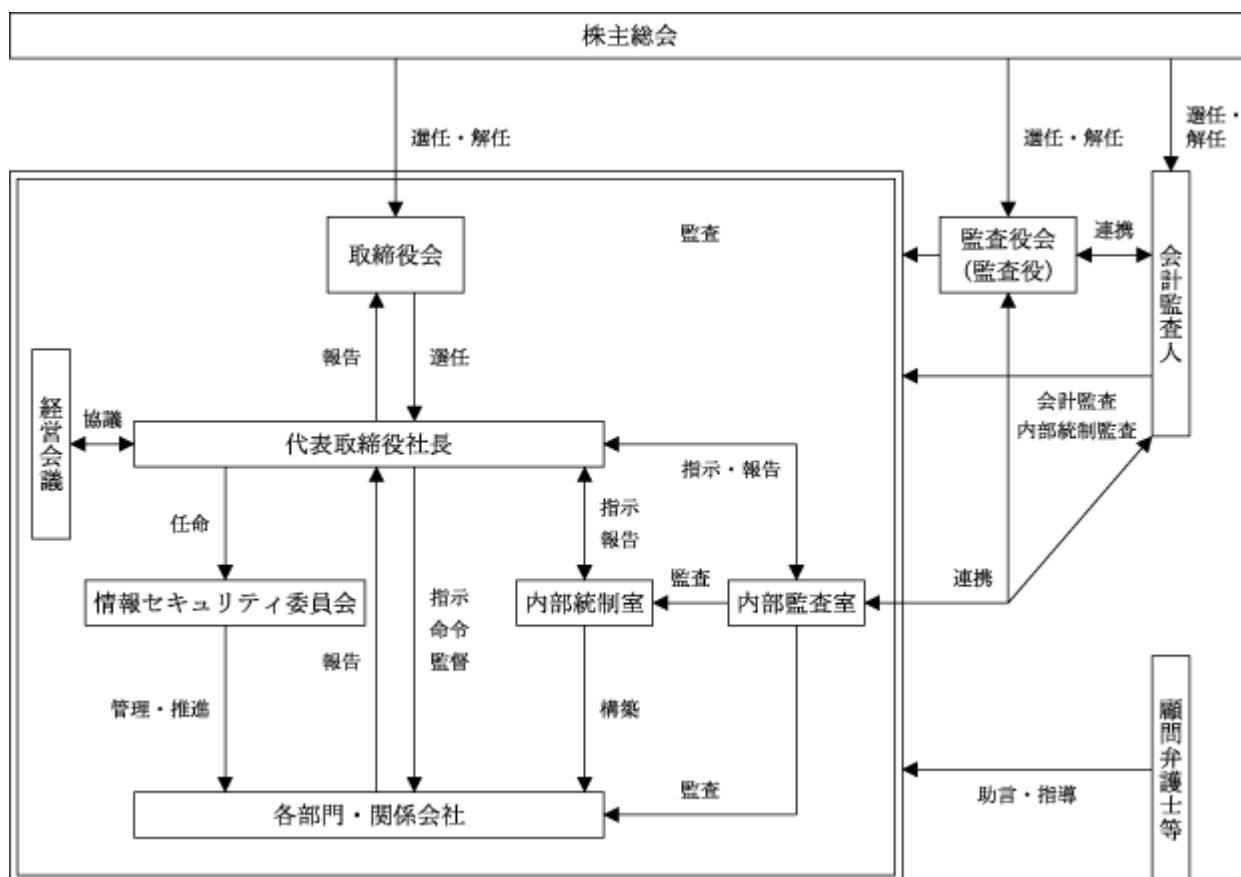 株主総会
選任・解任
選任・解任
選任・
解任
取締役会
監査
監査役会
(監査役)
連携
会計監査人
報告
選任
経営会議
協議
代表取締役社長
会計監査
内部統制監査
指示・報告
任命
指示
報告
情報セキュリティ委員会
内部統制室
監査
内部監査室
連携
報告
指示
命令
監督
管理・推進
構築
顧問弁護士等
各部門・関係会社
監査
助言・指導